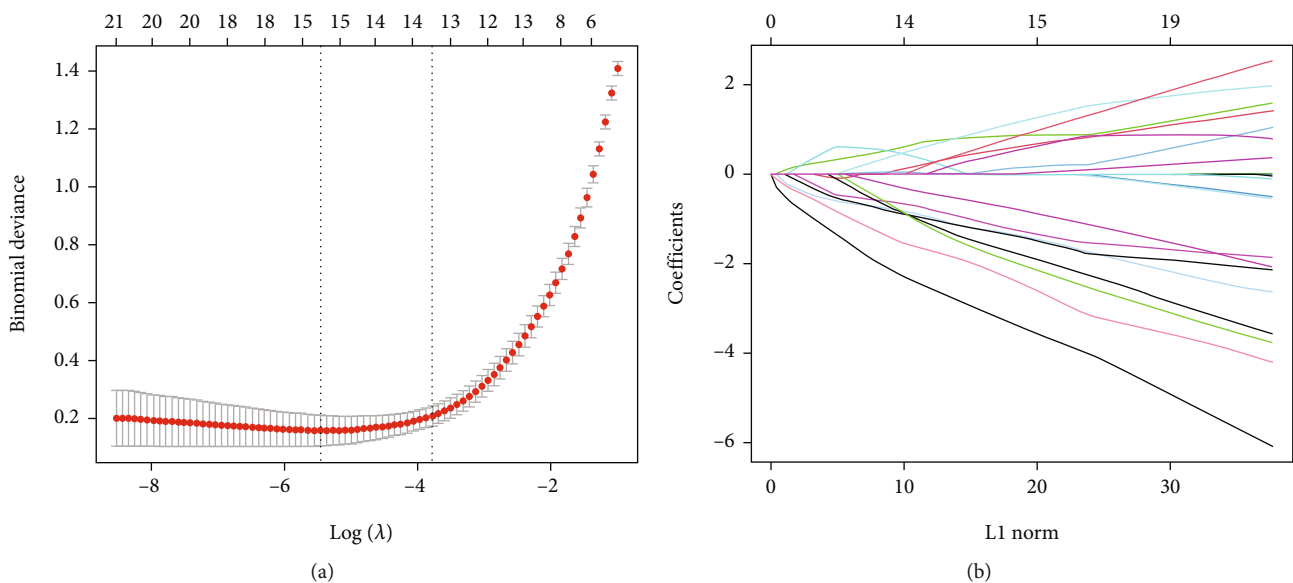 21 20 20 18 18 15 15 14 14 13 12 13 8 6
1.4
1.2
1.0
0.8
0.6
0.4
0.2
Binomial deviance
−8 −6 −4 −2
Log (λ)
(a)
0 14 15 19
2
0
−2
−4
−6
Coefficients
0 10 20 30
L1 norm
(b)